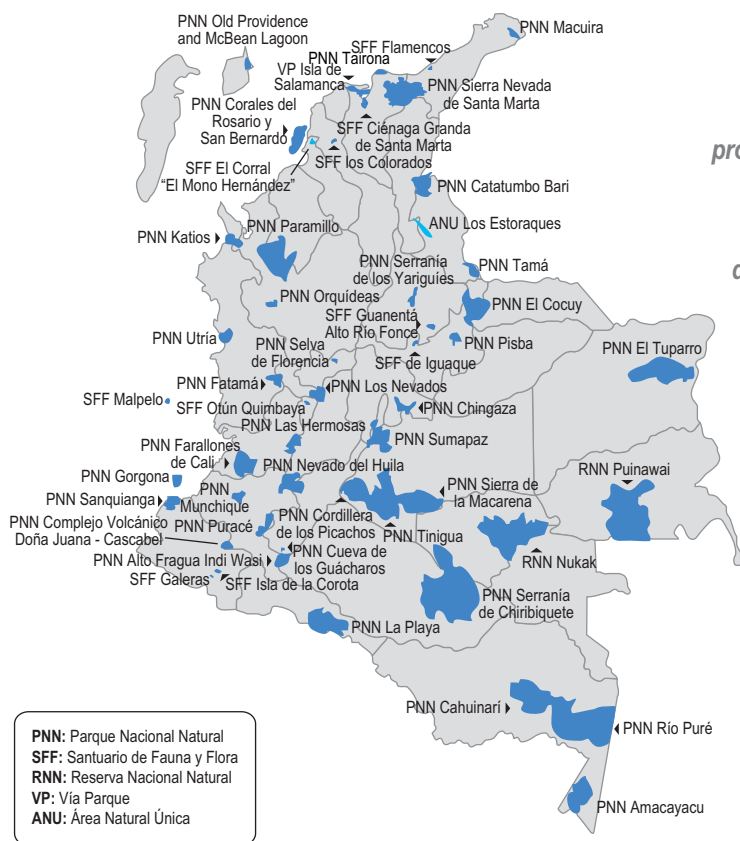 PNN Old Providence
and McBean Lagoon
PNN Macuira
SFF Flamencos
PNN Tairona
VP Isla de
Salamanca
PNN Sierra Nevada
de Santa Marta
PNN Corales del
Rosario y
San Bernardo
SFF Ciénaga Granda
de Santa Marta
SFF los Colorados
SFF El Corral
“El Mono Hernández”
pro
PNN Catatumbo Bari
ANU Los Estoraques
PNN Katios
PNN Paramillo
PNN Serranía
de los Yariguíes
PNN Tamá
PNN Orquídeas
PNN El Cocuy
SFF Guanentá
Alto Río Fonce
PNN Utría
PNN Pisba
PNN Selva
de Florencia
SFF de Iguaque
PNN El Tuparro
PNN Fatamá
PNN Los Nevados
SFF Malpelo
SFF Otún Quimbaya
PNN Chingaza
PNN Las Hermosas
PNN Sumapaz
PNN Farallones
de Cali
PNN Nevado del Huila
RNN Puinawai
PNN Gorgona
PNN Sierra de
la Macarena
PNN Sanquianga
PNN
Munchique
PNN Cordillera
de los Picachos
PNN Complejo Volcánico
Doña Juana - Cascabel
PNN Puracé
PNN Tinigua
PNN Cueva de
los Guácharos
PNN Alto Fragua Indi Wasi
RNN Nukak
SFF Galeras
SFF Isla de la Corota
PNN Serranía
de Chiribiquete
PNN La Playa
PNN Cahuinarí
PNN Río Puré
PNN Amacayacu
PNN: Parque Nacional Natural
SFF: Santuario de Fauna y Flora
RNN: Reserva Nacional Natural
VP: Vía Parque
ANU: Área Natural Única